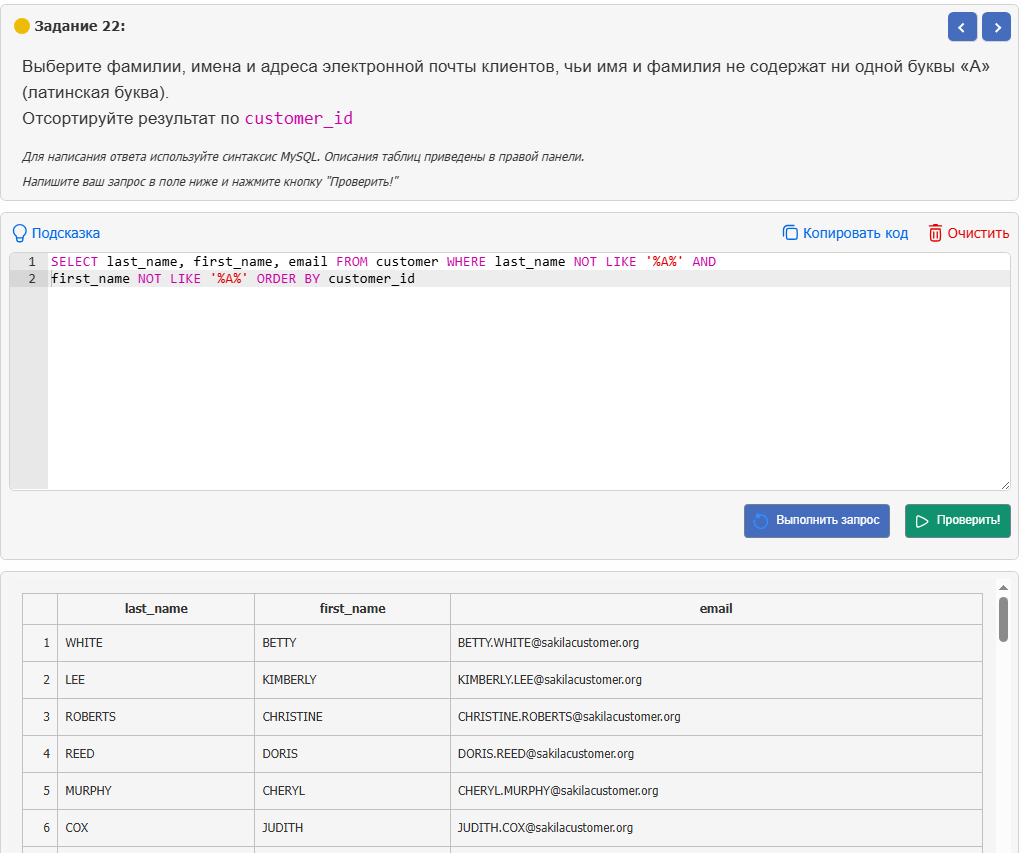 Задание 22:
Выберите фамилии, имена и адреса электронной почты клиентов, чьи имя и фамилия не содержат ни одной буквы «А»
(латинская буква).
Отсортируйте результат по customer_id
Для написания ответа используйте синтаксис MySQL. Описания таблиц приведены в правой панели.
Напишите ваш запрос в поле ниже и нажмите кнопку "Проверить!"
Подсказка
Копировать код
Очистить
1 SELECT last_name, first_name, email FROM customer WHERE last_name NOT LIKE '%A%' AND
2 first_name NOT LIKE '%A%' ORDER BY customer_id
Выполнить запрос
Проверить!
last_name first_name email
1 WHITE BETTY BETTY.WHITE@sakilacustomer.org
2 LEE KIMBERLY KIMBERLY.LEE@sakilacustomer.org
3 ROBERTS CHRISTINE CHRISTINE.ROBERTS@sakilacustomer.org
4 REED DORIS DORIS.REED@sakilacustomer.org
5 MURPHY CHERYL CHERYL.MURPHY@sakilacustomer.org
6 COX JUDITH JUDITH.COX@sakilacustomer.org